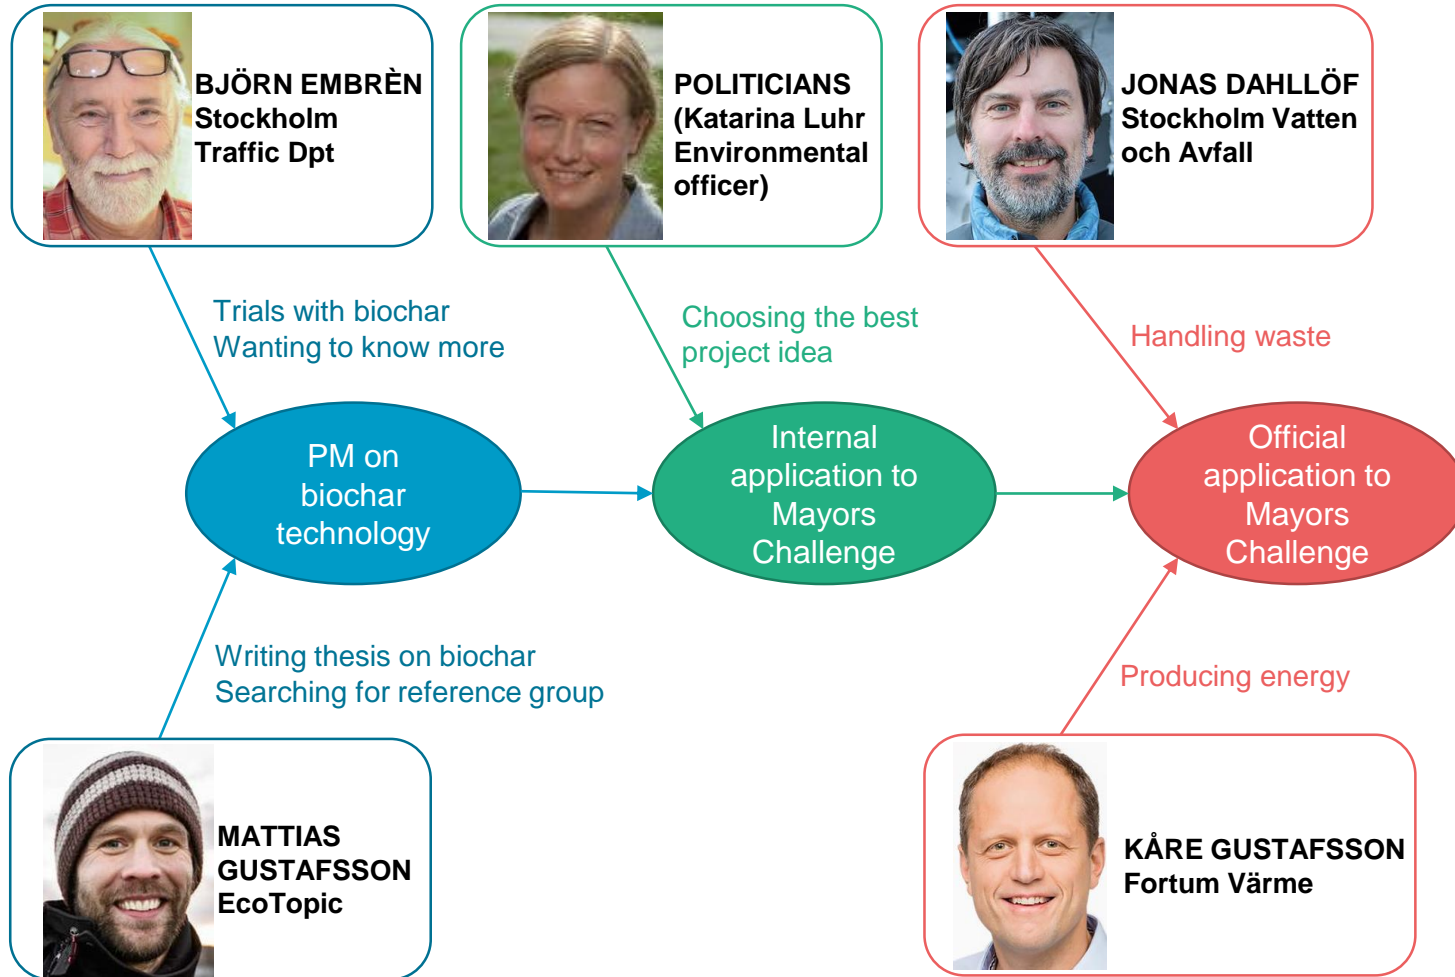 BJÖRN EMBRÈN
Stockholm
Traffic Dpt
POLITICIANS
(Katarina Luhr
Environmental
officer)
JONAS DAHLLÖF
Stockholm Vatten
och Avfall
Trials with biochar
Wanting to know more
Choosing the best
project idea
Handling waste
PM on
biochar
technology
Internal
application to
Mayors
Challenge
Official
application to
Mayors
Challenge
Writing thesis on biochar
Searching for reference group
Producing energy
MATTIAS
GUSTAFSSON
EcoTopic
KÅRE GUSTAFSSON
Fortum Värme